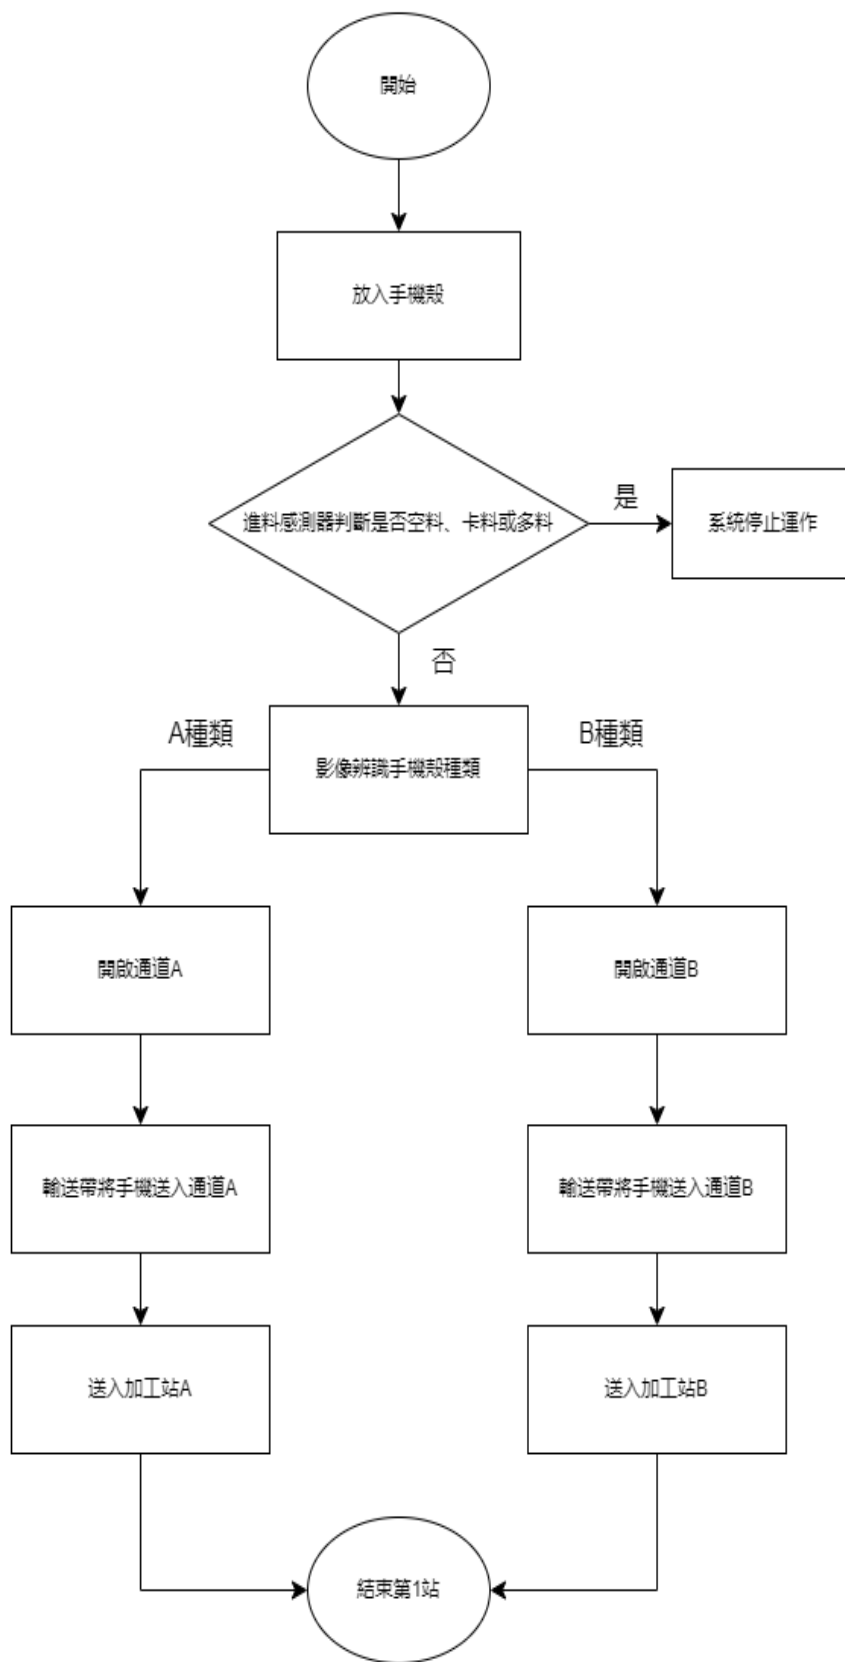 開始
放入手機殼
進料感測器判斷是否空料、卡料或多料
是
系統停止運作
否
A種類
B種類
影像辨識手機殼種類
開啟通道A
開啟通道B
輸送帶將手機送入通道A
輸送帶將手機送入通道B
送入加工站A
送入加工站B
結束第1站